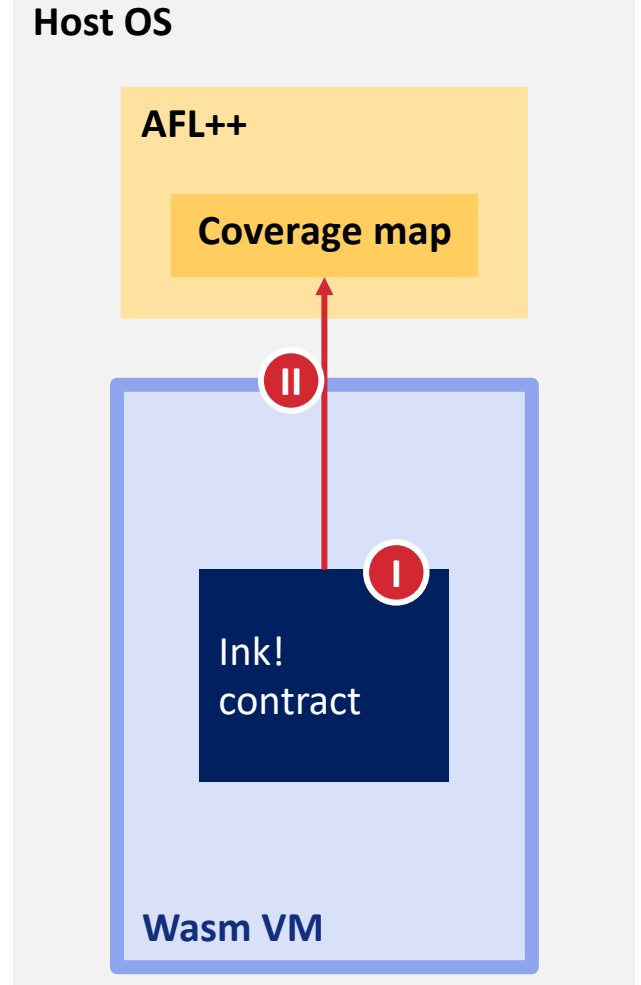 Host OS
AFL++
Coverage map
II
I
Ink!
contract
Wasm VM